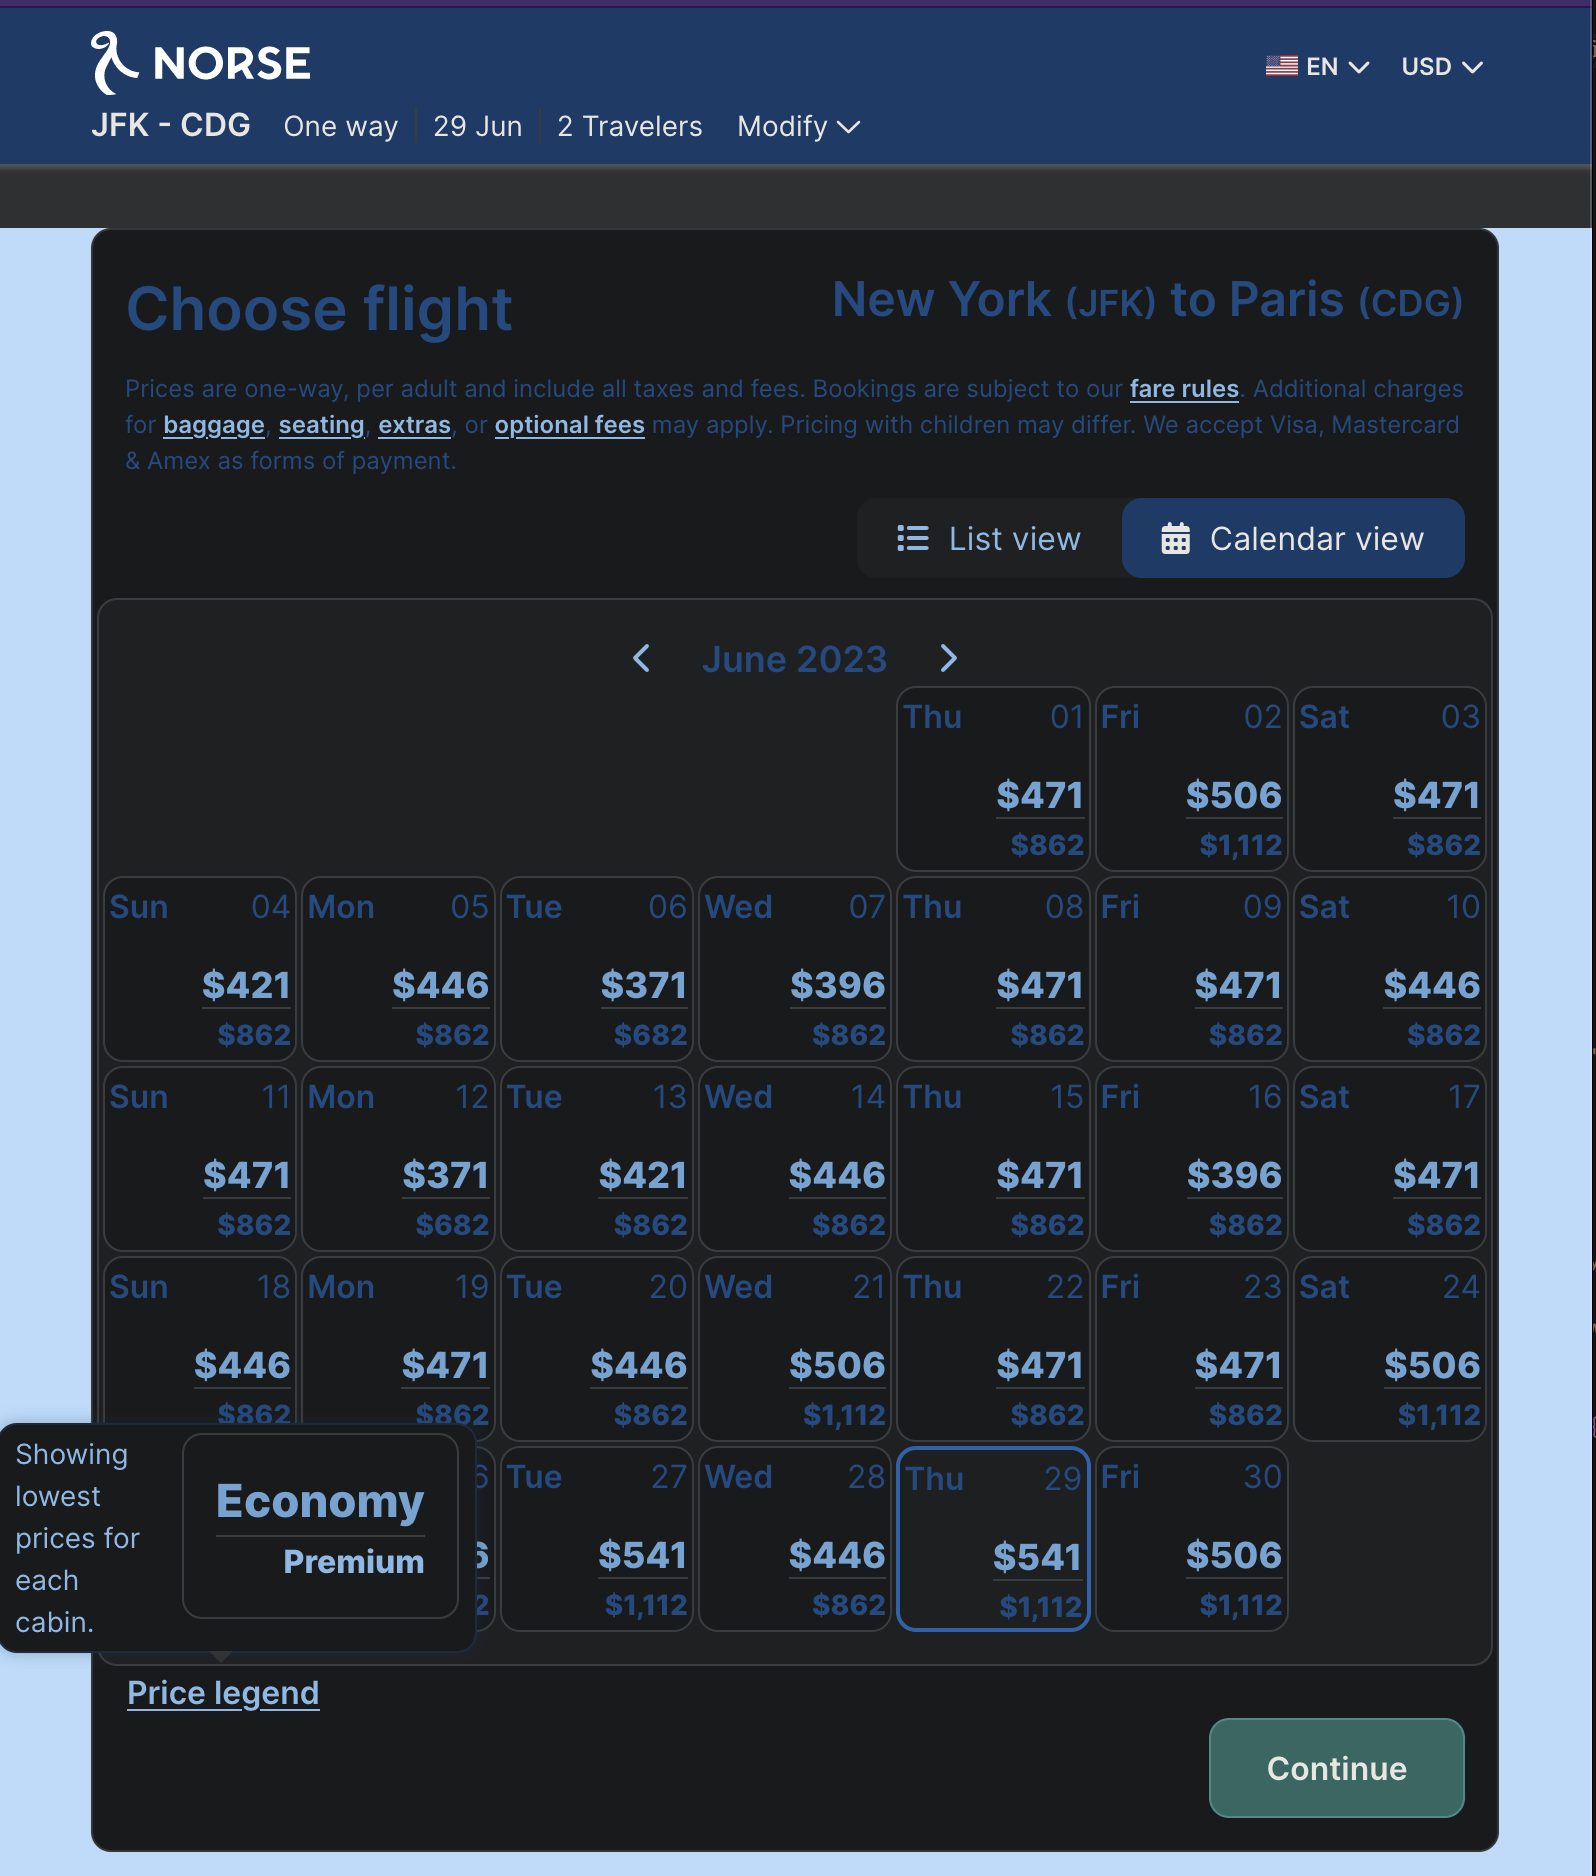 NORSE
EN
USD
JFK - CDG One way 29 Jun 2 Travelers Modify
Choose flight
New York (JFK) to Paris (CDG)
Prices are one-way, per adult and include all taxes and fees. Bookings are subject to our fare rules. Additional charges
for baggage, seating, extras, or optional fees may apply. Pricing with children may differ. We accept Visa, Mastercard
& Amex as forms of payment.
List view
Calendar view
June 2023
Thu 01 Fri 02 Sat 03
$471 $506 $471
$862 $1,112 $862
Sun 04 Mon 05 Tue 06 Wed 07 Thu 08 Fri 09 Sat 10
$421 $446 $371 $396 $471 $471 $446
$862 $862 $682 $862 $862 $862 $862
Sun 11 Mon 12 Tue 13 Wed 14 Thu 15 Fri 16 Sat 17
$471 $371 $421 $446 $471 $396 $471
$862 $682 $862 $862 $862 $862 $862
Sun 18 Mon 19 Tue 20 Wed 21 Thu 22 Fri 23 Sat 24
$446 $471 $446 $506 $471 $471 $506
$862 $862 $862 $1,112 $862 $862 $1,112
Tue 27 Wed 28 Thu 29 Fri 30
$541 $446 $541 $506
$1,112 $862 $1,112 $1,112
Showing
lowest
prices for
each
cabin.
Economy
Premium
Price legend
Continue